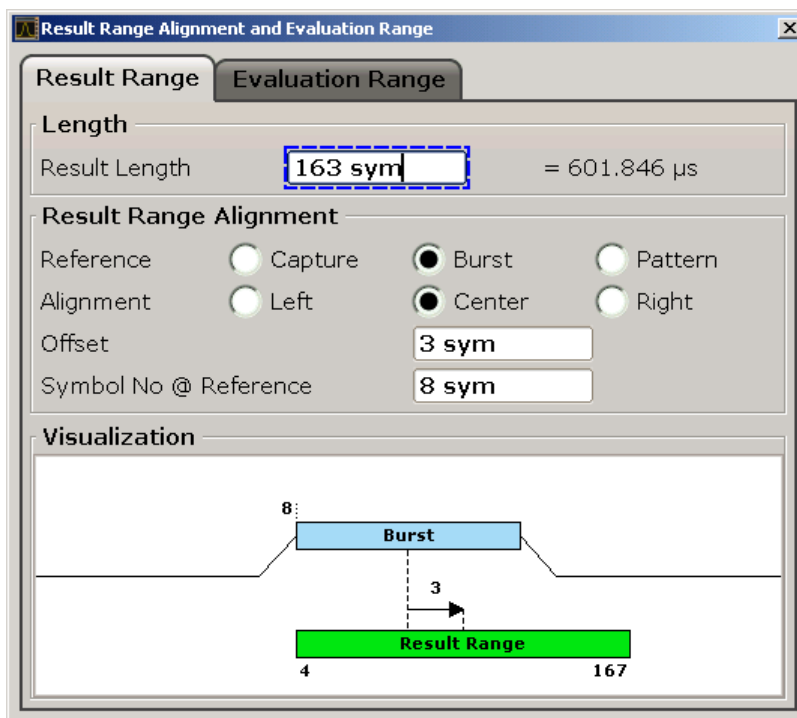 Result Range Alignment and Evaluation Range
Result Range Evaluation Range
Length
Result Length 163 sym = 601.846 µs
Result Range Alignment
Reference Capture Burst Pattern
Alignment Left Center Right
Offset 3 sym
Symbol No @ Reference 8 sym
Visualization
8
Burst
3
Result Range
4 167